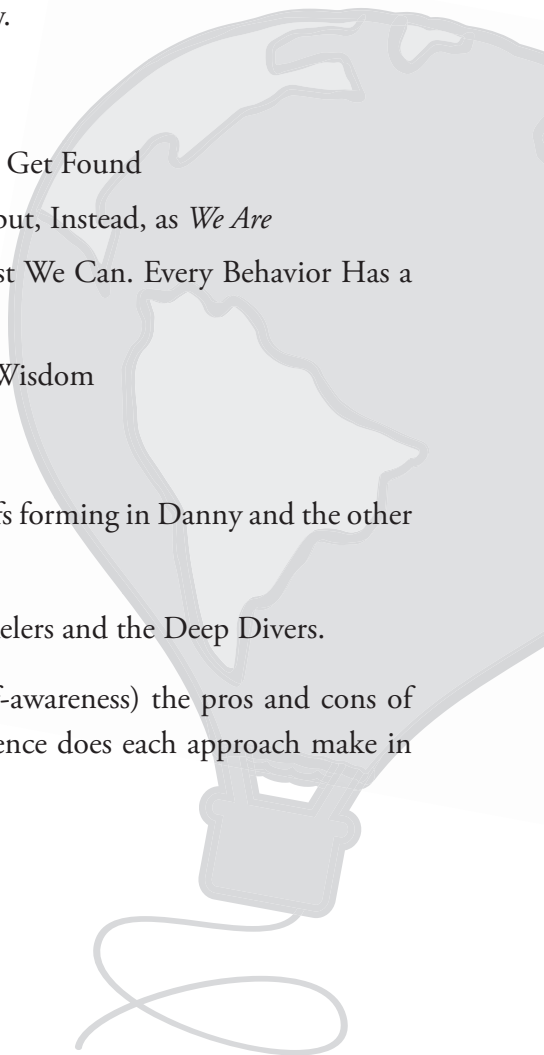 y.
Get Found
out, Instead, as We Are
st We Can. Every Behavior Has a
Wisdom
fs forming in Danny and the other
elers and the Deep Divers.
f-awareness) the pros and cons of
ence does each approach make in